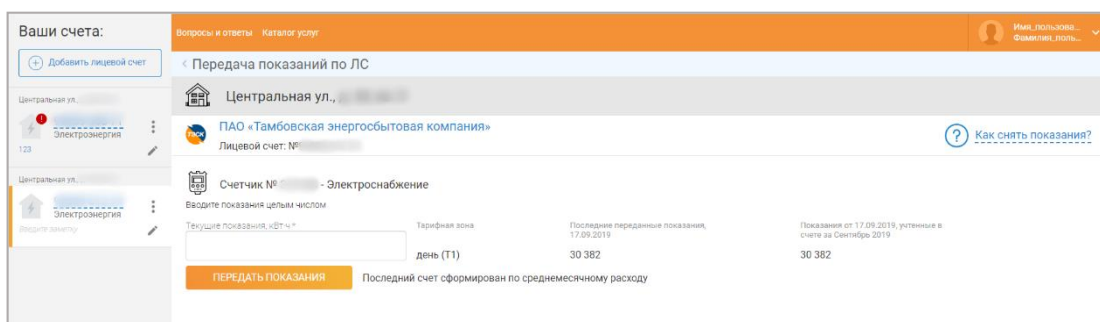 Ваши счета:
Добавить лицевой счет
Центральная ул.,
Электроэнергия
123
Центральная ул.,
Электроэнергия
Введите заметку
Вопросы и ответы Каталог услуг
Имя_пользова...
Фамилия_поль...
< Передача показаний по ЛС
Центральная ул.,
ТЭСК
ПАО «Тамбовская энергосбытовая компания»
Лицевой счет: №
? Как снять показания?
Счетчик № - Электроснабжение
Вводите показания целым числом
Текущие показания, кВт·ч *
Тарифная зона
день (Т1)
Последние переданные показания,
17.09.2019
30 382
Показания от 17.09.2019, учтенные в
счете за Сентябрь 2019
30 382
ПЕРЕДАТЬ ПОКАЗАНИЯ
Последний счет сформирован по среднемесячному расходу